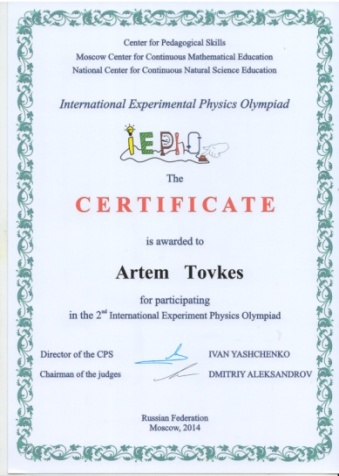 Center for Pedagogical Skills
Moscow Center for Continuous Mathematical Education
National Center for Continuous Natural Science Education
International Experimental Physics Olympiad
iEPhO
The
CERTIFICATE
is awarded to
Artem Tovkes
for participating
in the 2nd International Experiment Physics Olympiad
Director of the CPS IVAN YASHCHENKO
Chairman of the judges DMITRIY ALEKSANDROV
Russian Federation
Moscow, 2014